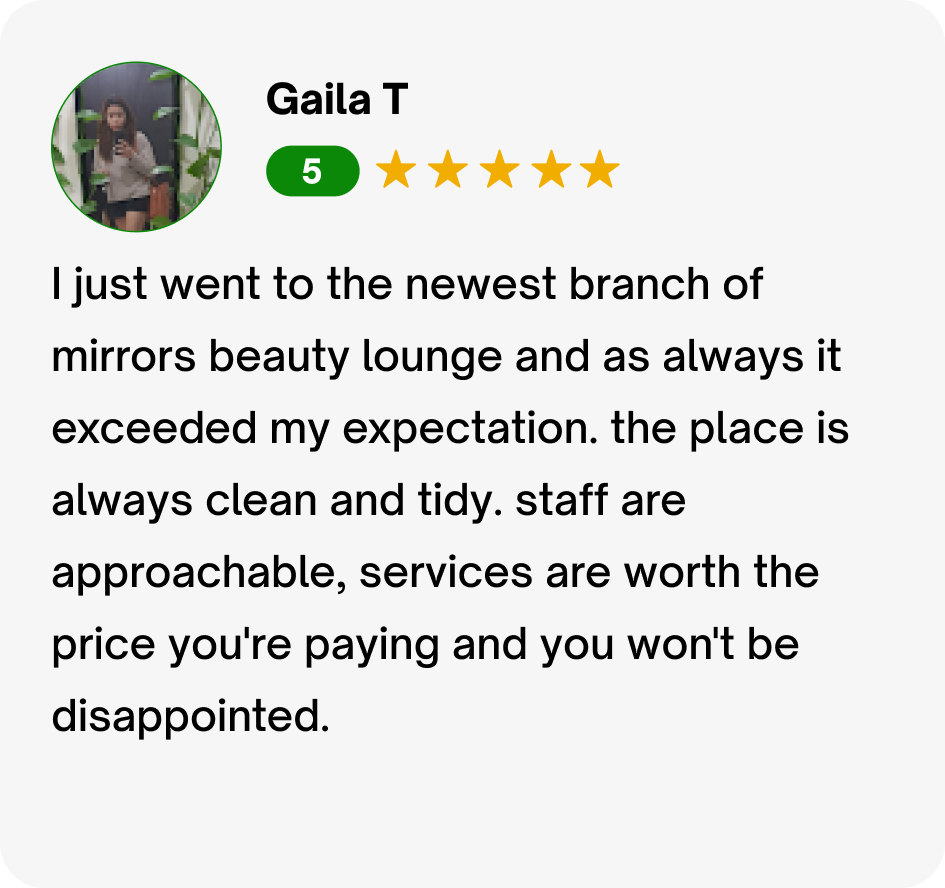 Gaila T
5
I just went to the newest branch of
mirrors beauty lounge and as always it
exceeded my expectation. the place is
always clean and tidy. staff are
approachable, services are worth the
price you're paying and you won't be
disappointed.